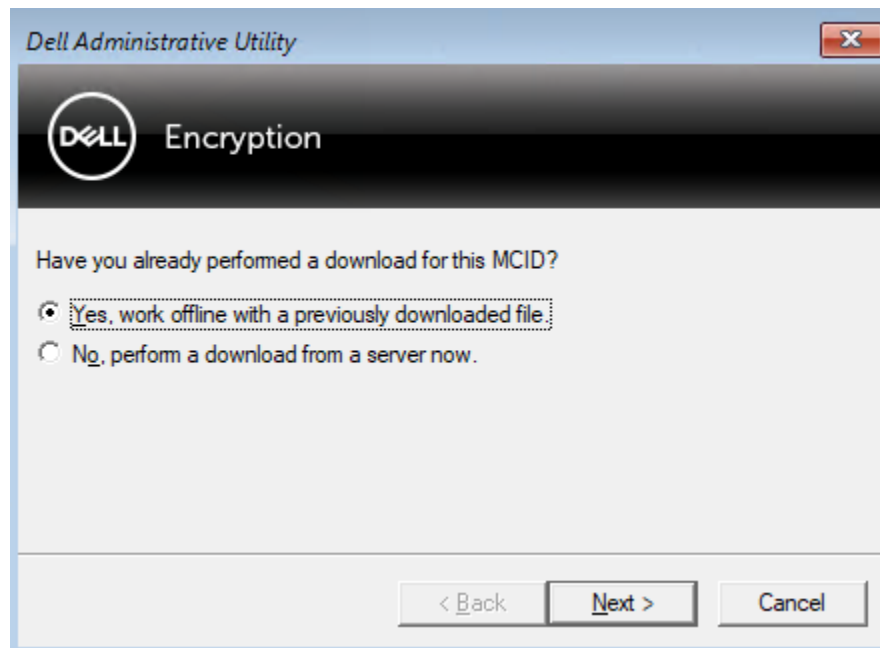 Dell Administrative Utility
DELL
Encryption
Have you already performed a download for this MCID?
Yes, work offline with a previously downloaded file.
No, perform a download from a server now.
< Back
Next >
Cancel